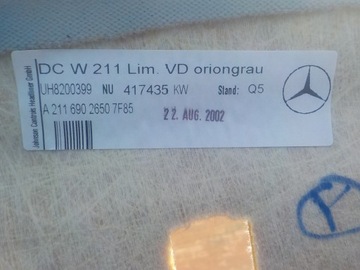 DC W 211 Lim. VD oriongrau
UH8200399 NU 417435 KW Stand: Q5
A 211 690 2650 7F85
22. AUG. 2002
Johnson Controls Headliner GmbH